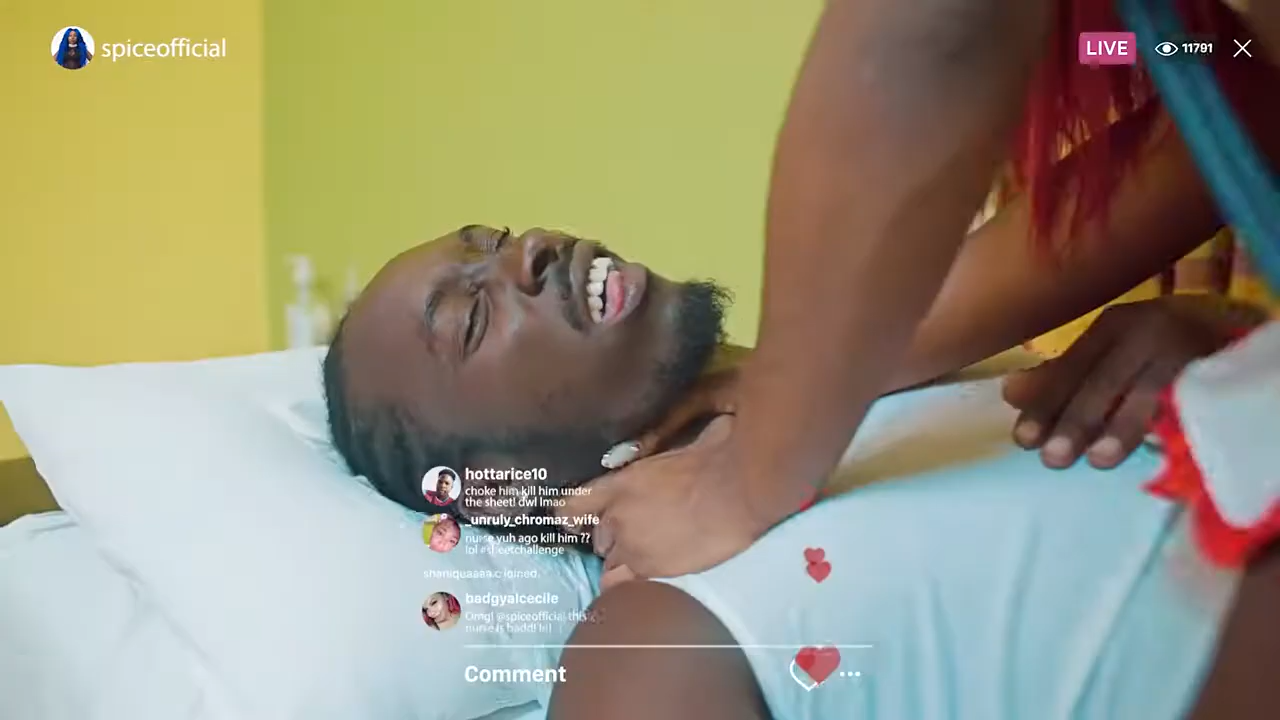 spiceofficial
LIVE
11791
hottarice10
choke him kill him under
the sheet! dwl lmao
_unruly_chromaz_wife
nurse yuh ago kill him ??
lol #sheetchallenge
joined
badgyalcecile
Omg! @spiceofficial this
nurse is badd! lol
Comment